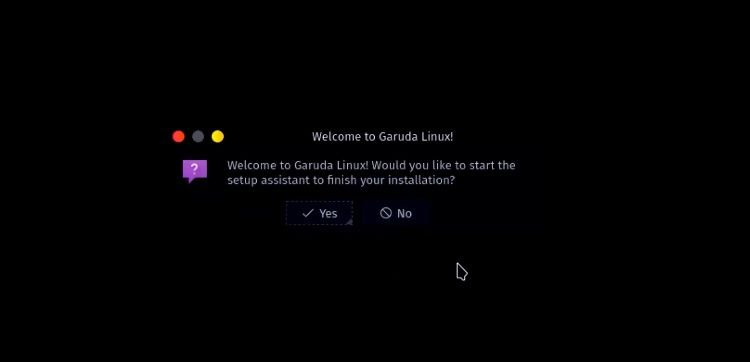 Welcome to Garuda Linux!
Welcome to Garuda Linux! Would you like to start the
setup assistant to finish your installation?
Yes
No